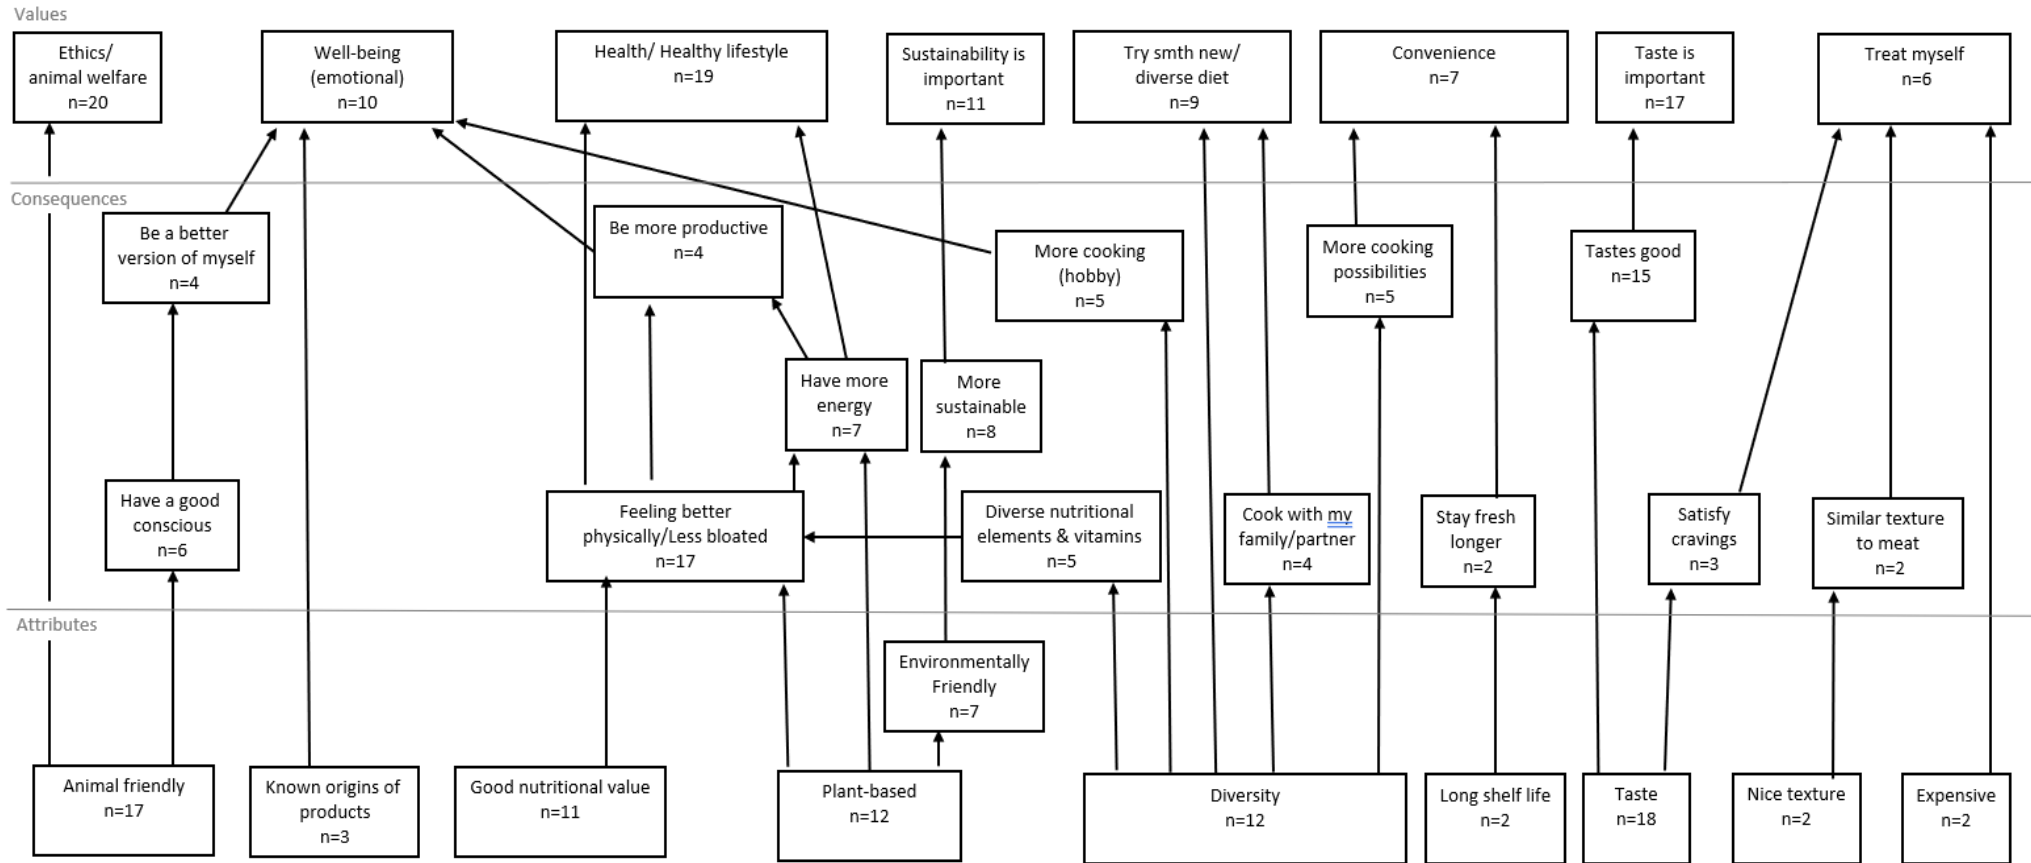 Values
Ethics/
animal welfare
n=20
Well-being
(emotional)
n=10
Health/ Healthy lifestyle
n=19
Sustainability is
important
n=11
Try smth new/
diverse diet
n=9
Convenience
n=7
Taste is
important
n=17
Treat myself
n=6
Consequences
Be a better
version of myself
n=4
Be more productive
n=4
More cooking
(hobby)
n=5
More cooking
possibilities
n=5
Tastes good
n=15
Have more
energy
n=7
More
sustainable
n=8
Have a good
conscious
n=6
Feeling better
physically/Less bloated
n=17
Diverse nutritional
elements & vitamins
n=5
Cook with my
family/partner
n=4
Stay fresh
longer
n=2
Satisfy
cravings
n=3
Similar texture
to meat
n=2
Attributes
Environmentally
Friendly
n=7
Animal friendly
n=17
Known origins of
products
n=3
Good nutritional value
n=11
Plant-based
n=12
Diversity
n=12
Long shelf life
n=2
Taste
n=18
Nice texture
n=2
Expensive
n=2